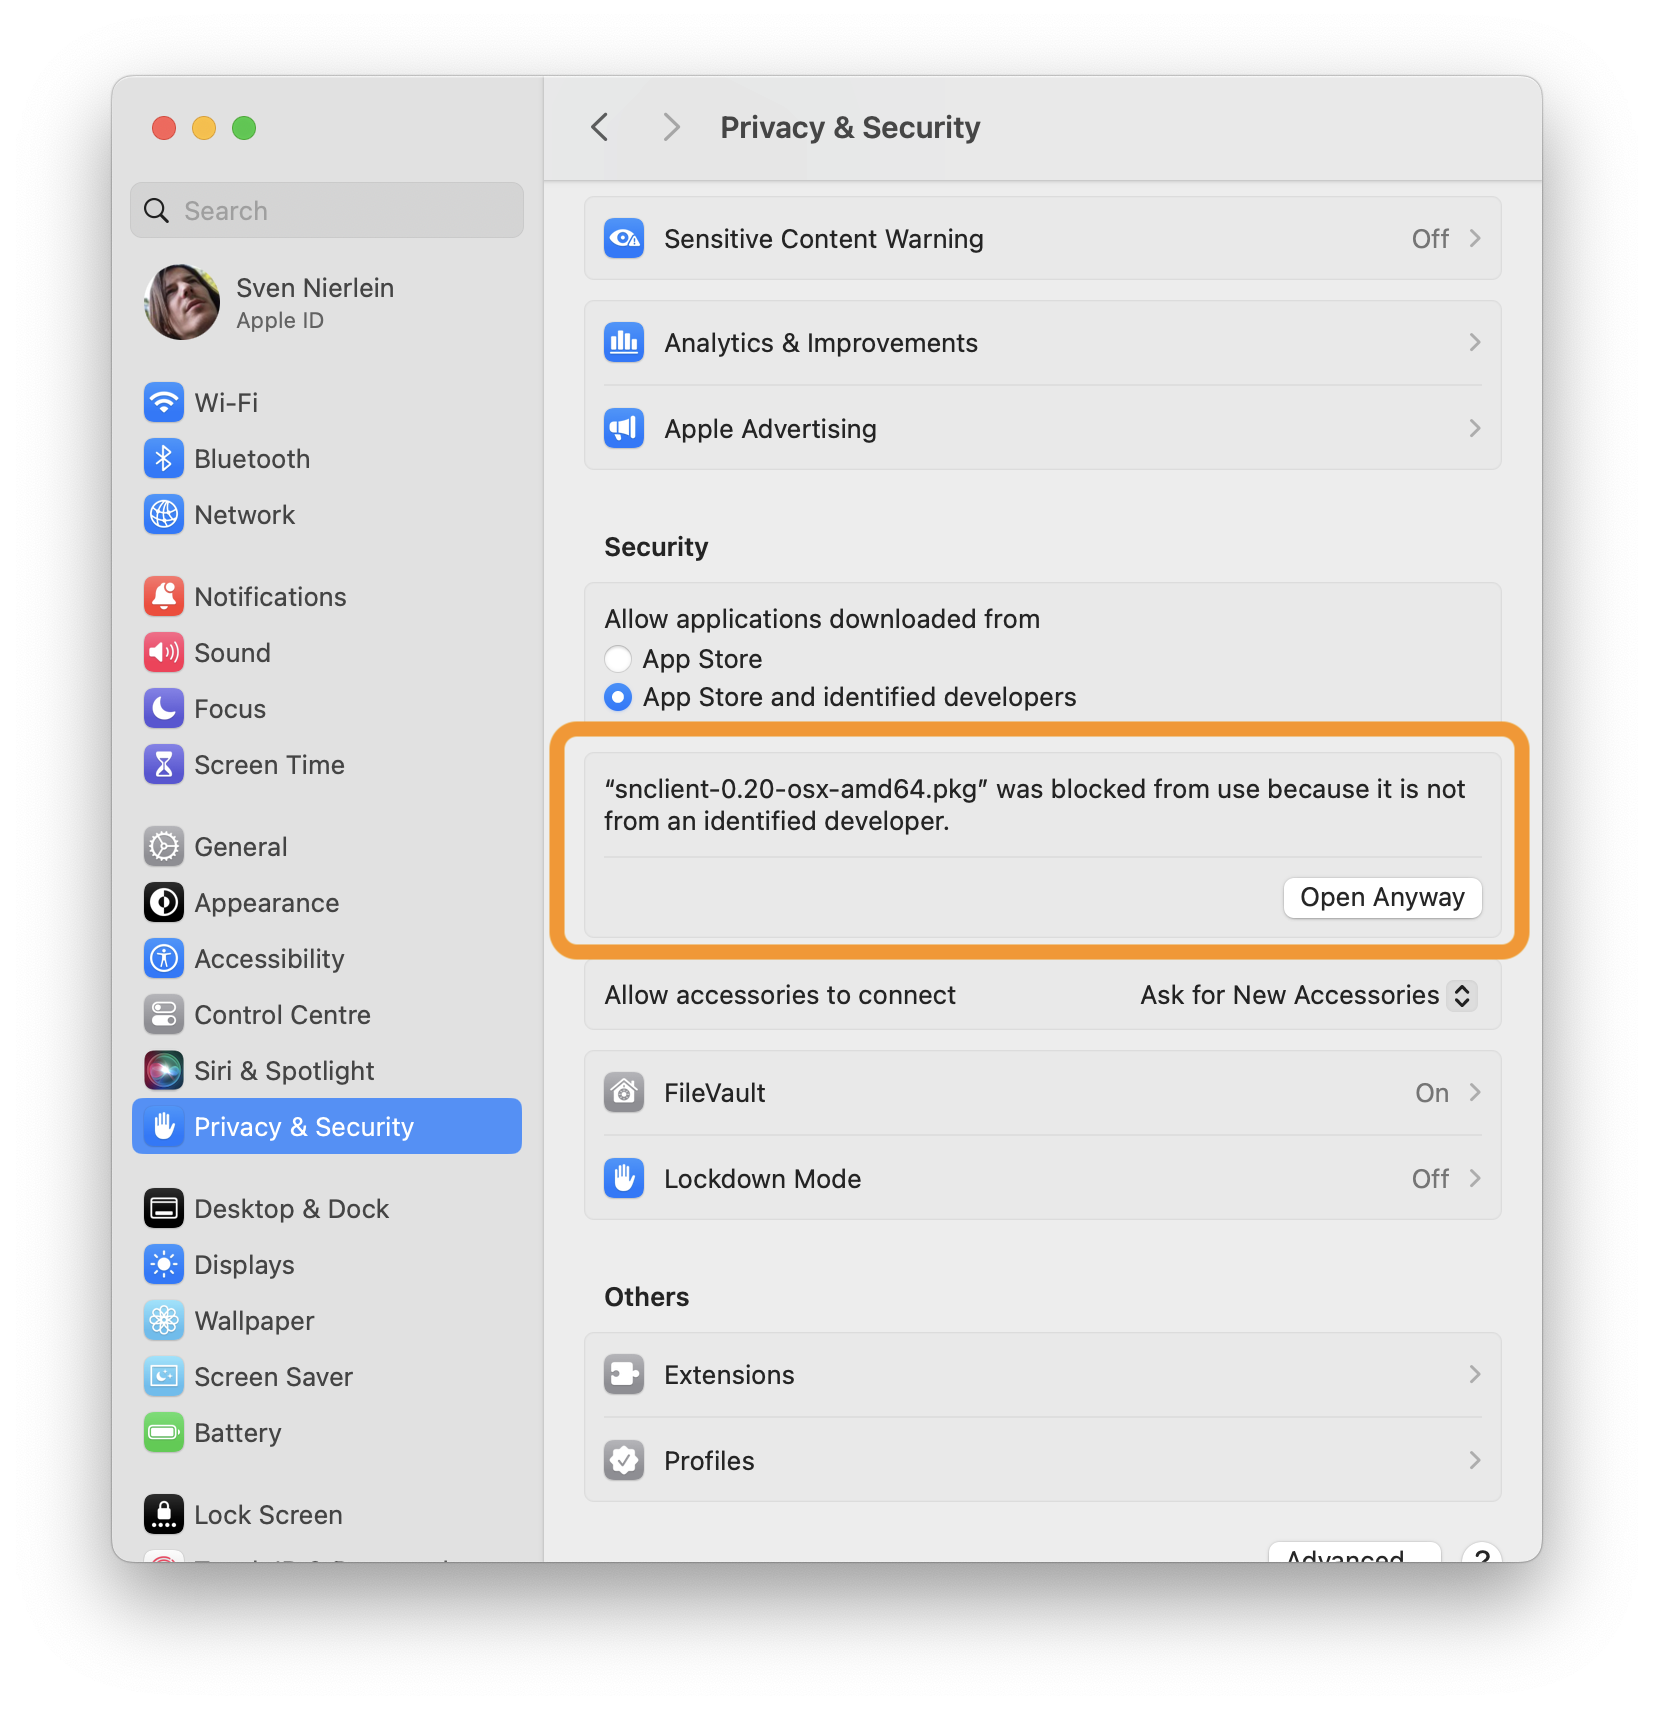 Search
Sven Nierlein
Apple ID
Wi-Fi
Bluetooth
Network
Notifications
Sound
Focus
Screen Time
General
Appearance
Accessibility
Control Centre
Siri & Spotlight
Privacy & Security
Desktop & Dock
Displays
Wallpaper
Screen Saver
Battery
Lock Screen
Privacy & Security
Sensitive Content Warning Off
Analytics & Improvements
Apple Advertising
Security
Allow applications downloaded from
App Store
App Store and identified developers
“snclient-0.20-osx-amd64.pkg” was blocked from use because it is not
from an identified developer.
Open Anyway
Allow accessories to connect Ask for New Accessories
FileVault On
Lockdown Mode Off
Others
Extensions
Profiles
Advanced...
?